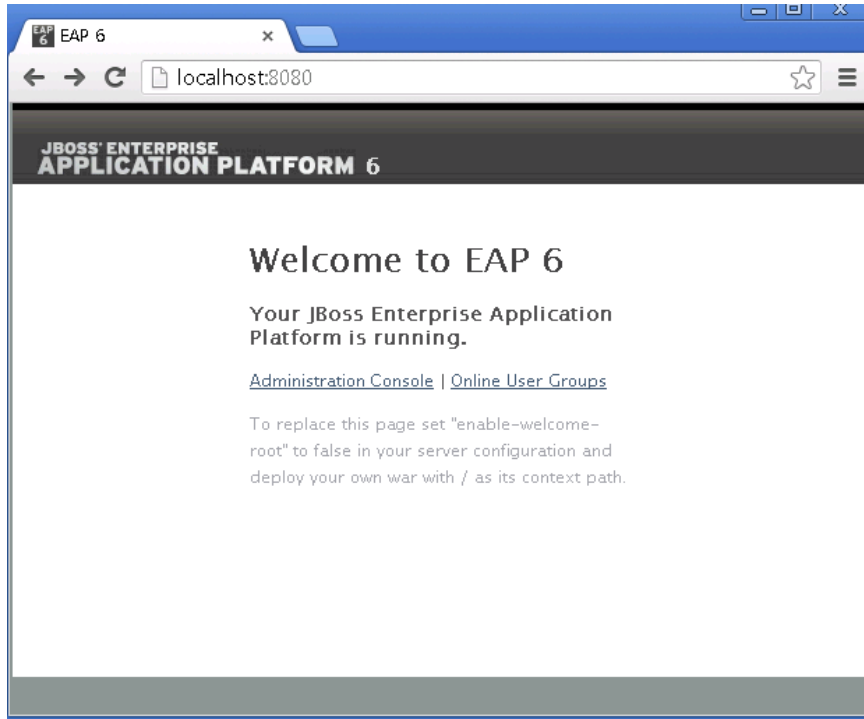 EAP 6 EAP 6
localhost:8080
JBOSS' ENTERPRISE
APPLICATION PLATFORM 6
Welcome to EAP 6
Your JBoss Enterprise Application
Platform is running.
Administration Console | Online User Groups
To replace this page set "enable-welcome-
root" to false in your server configuration and
deploy your own war with / as its context path.